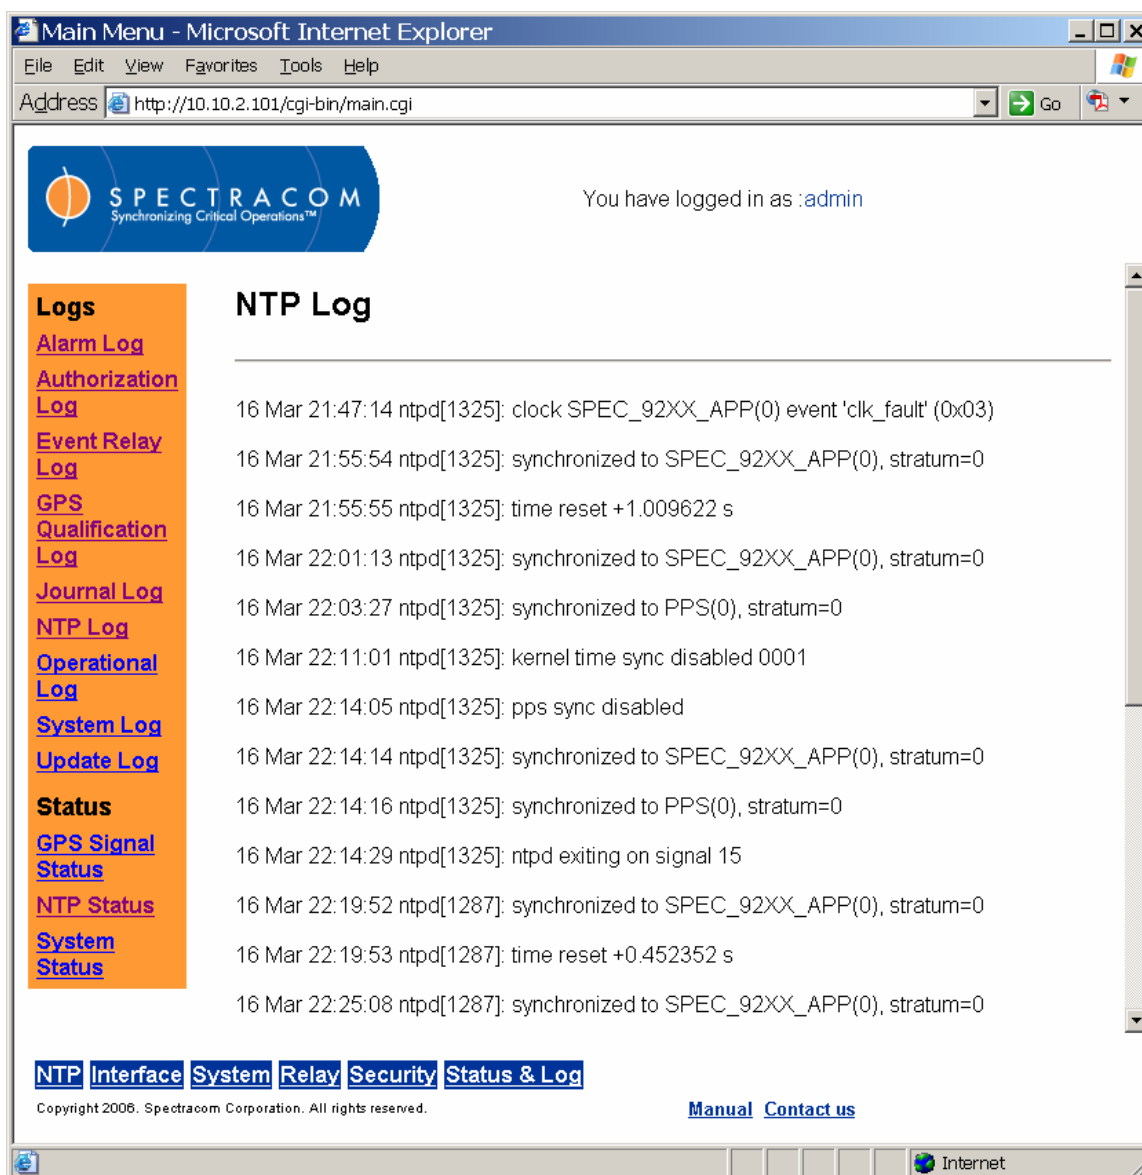 Main Menu - Microsoft Internet Explorer
File Edit View Favorites Tools Help
Address http://10.10.2.101/cgi-bin/main.cgi Go
SPECTRACOM
Synchronizing Critical Operations™
You have logged in as :admin
Logs
Alarm Log
Authorization
Log
Event Relay
Log
GPS
Qualification
Log
Journal Log
NTP Log
Operational
Log
System Log
Update Log
Status
GPS Signal
Status
NTP Status
System
Status
NTP Log
16 Mar 21:47:14 ntpd[1325]: clock SPEC_92XX_APP(0) event 'clk_fault' (0x03)
16 Mar 21:55:54 ntpd[1325]: synchronized to SPEC_92XX_APP(0), stratum=0
16 Mar 21:55:55 ntpd[1325]: time reset +1.009622 s
16 Mar 22:01:13 ntpd[1325]: synchronized to SPEC_92XX_APP(0), stratum=0
16 Mar 22:03:27 ntpd[1325]: synchronized to PPS(0), stratum=0
16 Mar 22:11:01 ntpd[1325]: kernel time sync disabled 0001
16 Mar 22:14:05 ntpd[1325]: pps sync disabled
16 Mar 22:14:14 ntpd[1325]: synchronized to SPEC_92XX_APP(0), stratum=0
16 Mar 22:14:16 ntpd[1325]: synchronized to PPS(0), stratum=0
16 Mar 22:14:29 ntpd[1325]: ntpd exiting on signal 15
16 Mar 22:19:52 ntpd[1287]: synchronized to SPEC_92XX_APP(0), stratum=0
16 Mar 22:19:53 ntpd[1287]: time reset +0.452352 s
16 Mar 22:25:08 ntpd[1287]: synchronized to SPEC_92XX_APP(0), stratum=0
NTP Interface System Relay Security Status & Log
Copyright 2006. Spectracom Corporation. All rights reserved. Manual Contact us
Internet